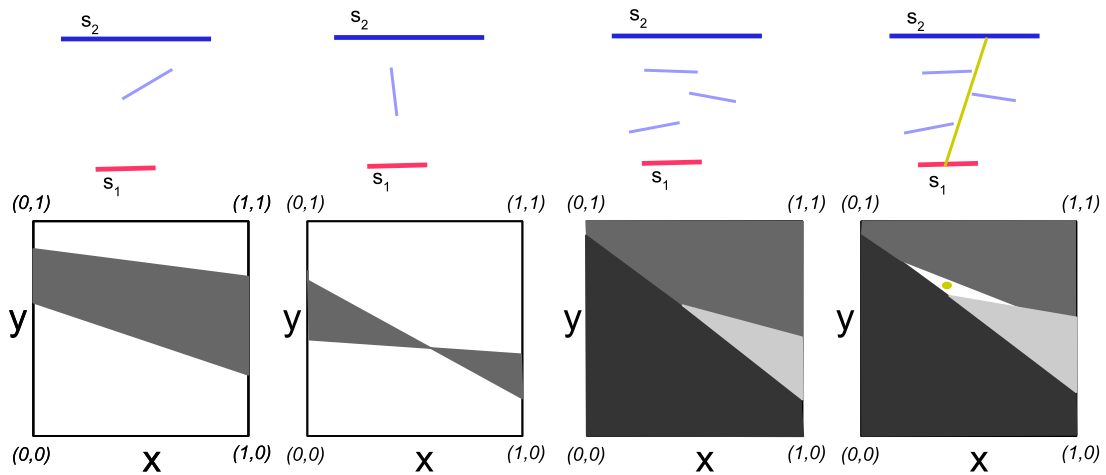 s2 s2 s2 s2
s1 s1 s1 s1
(0,1) (1,1) (0,1) (1,1) (0,1) (1,1) (0,1) (1,1)
y y y y
(0,0) x (1,0) (0,0) x (1,0) (0,0) x (1,0) (0,0) x (1,0)